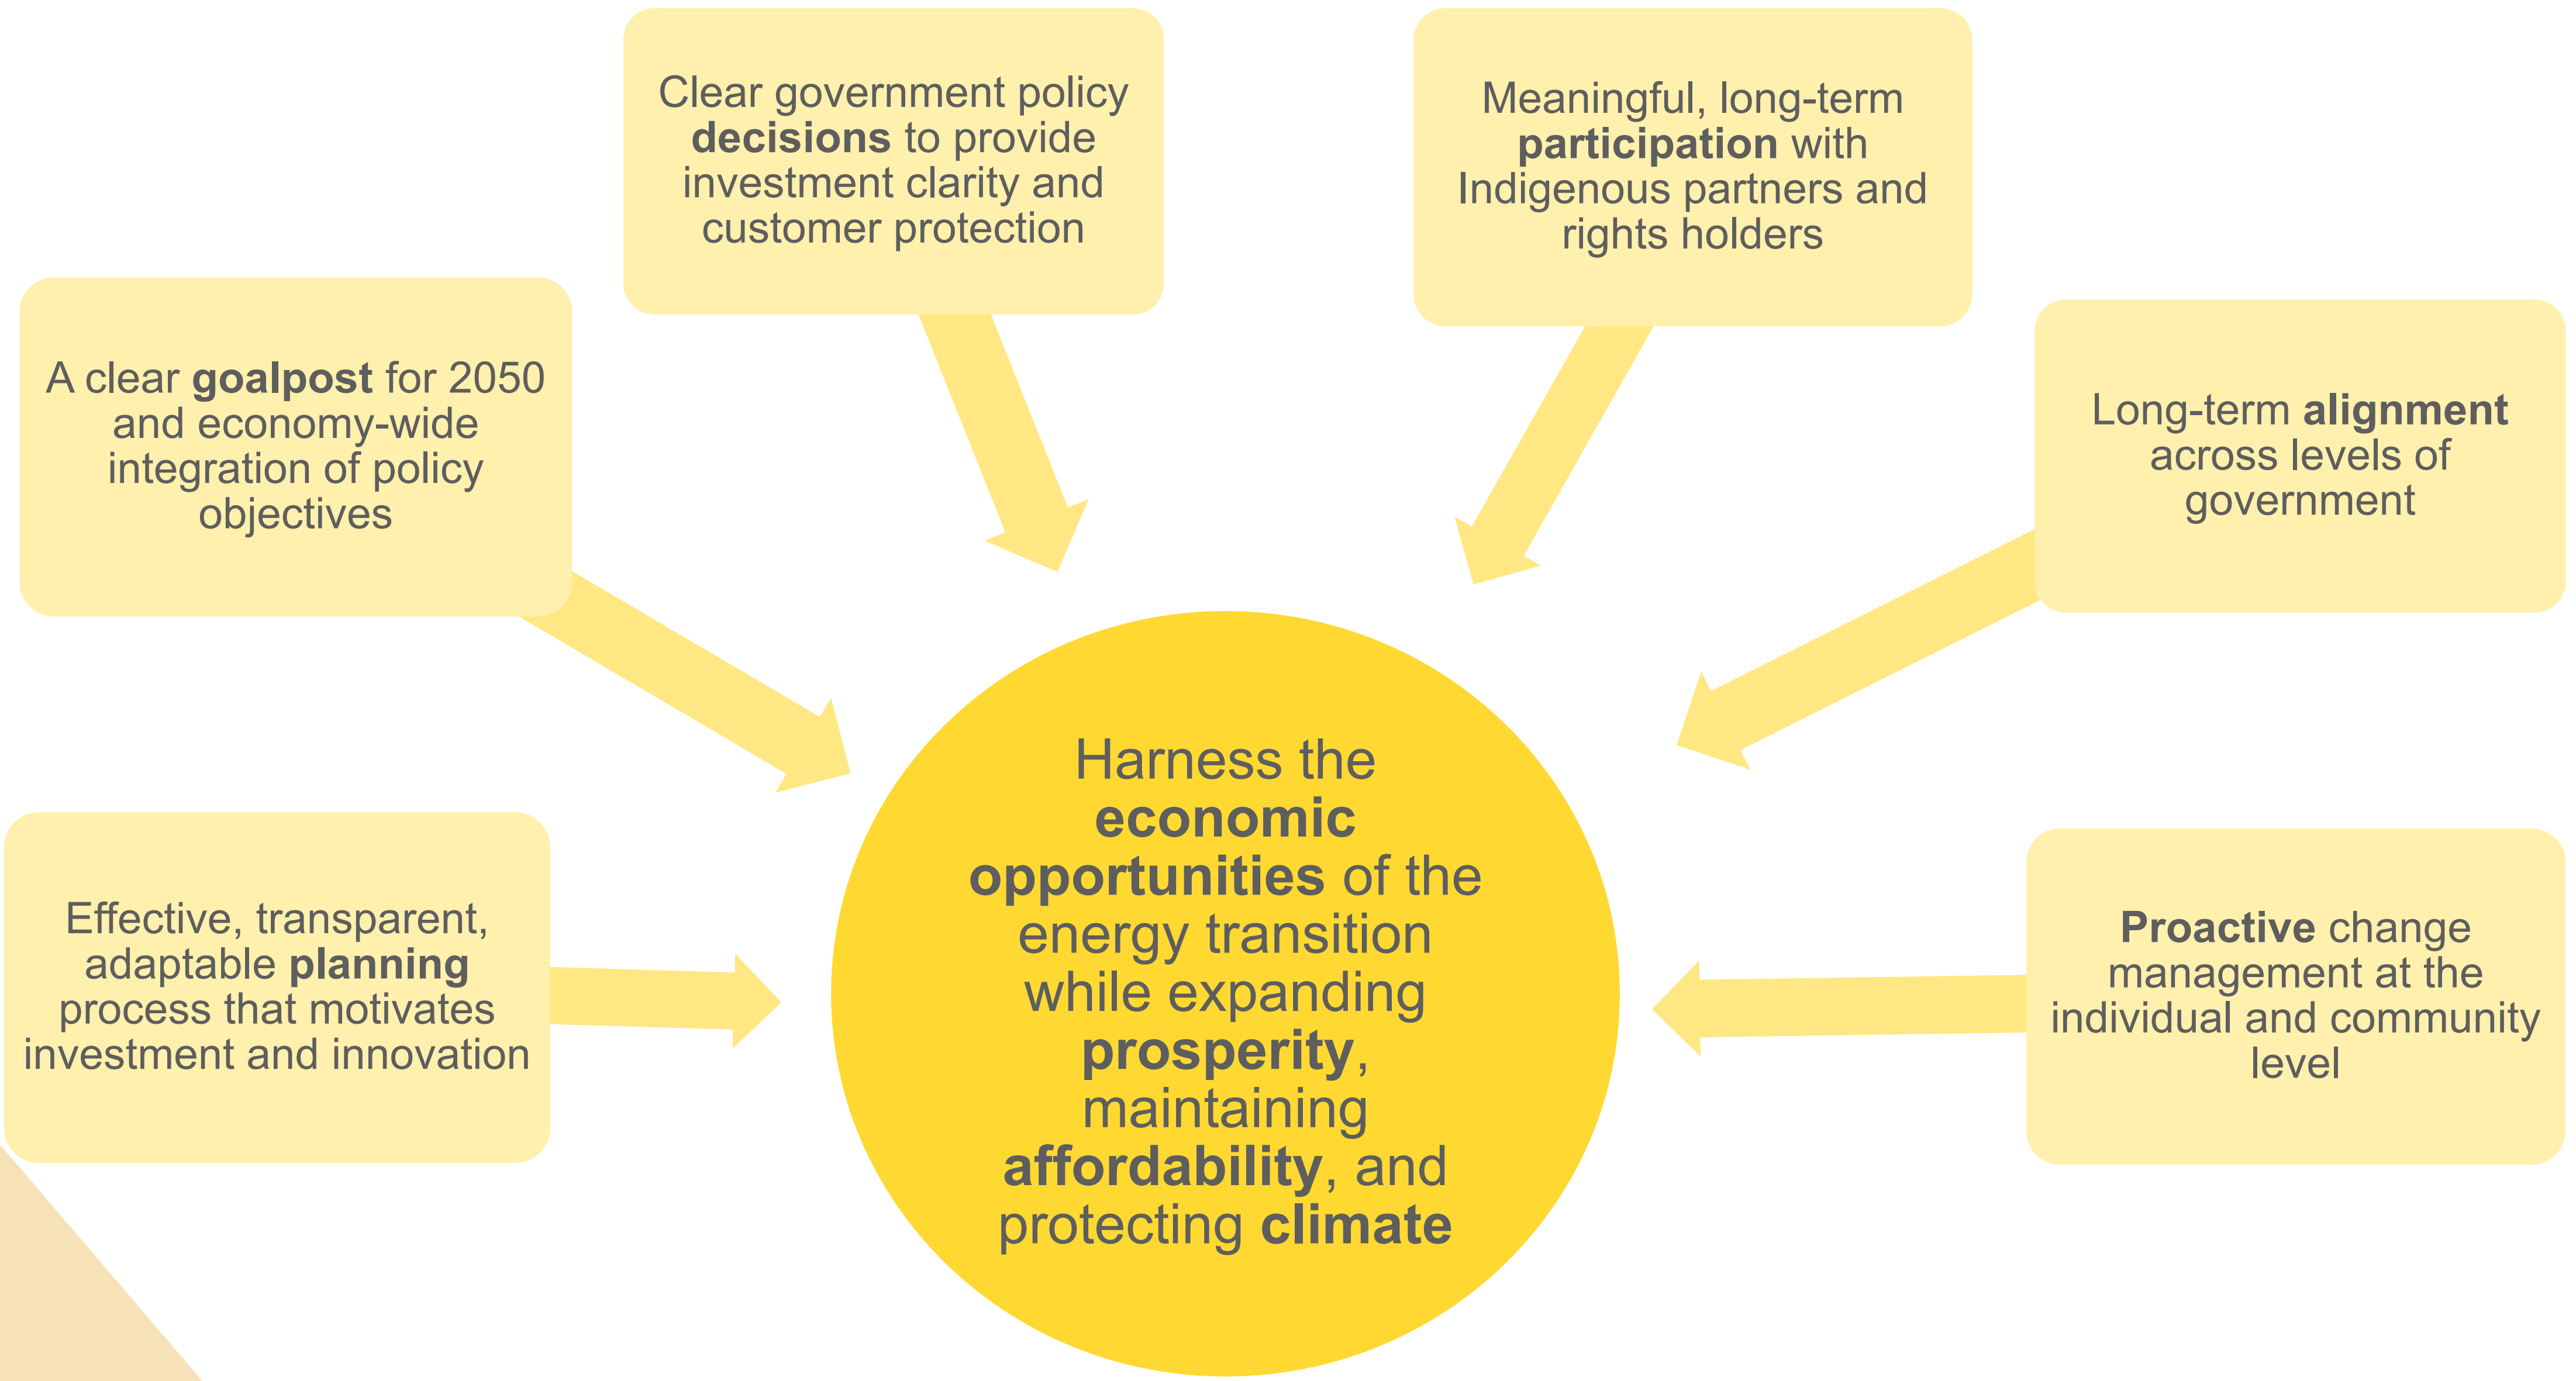 Clear government policy
decisions to provide
investment clarity and
customer protection
Meaningful, long-term
participation with
Indigenous partners and
rights holders
A clear goalpost for 2050
and economy-wide
integration of policy
objectives
Long-term alignment
across levels of
government
Effective, transparent,
adaptable planning
process that motivates
investment and innovation
Harness the
economic
opportunities of the
energy transition
while expanding
prosperity,
maintaining
affordability, and
protecting climate
Proactive change
management at the
individual and community
level